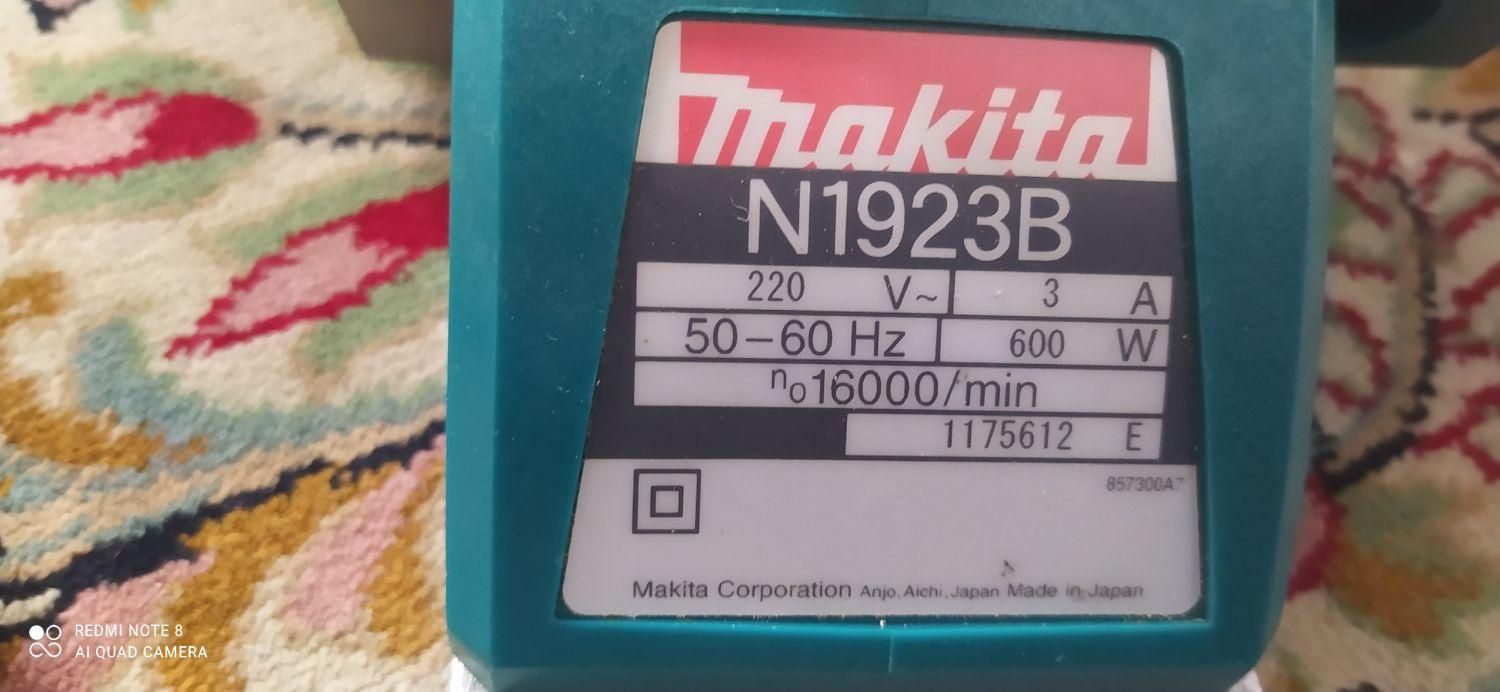 makita
N1923B
220 V~ 3 A
50-60 Hz 600 W
no16000/min
1175612 E
857300A7
Makita Corporation Anjo, Aichi, Japan Made in Japan
REDMI NOTE 8
AI QUAD CAMERA